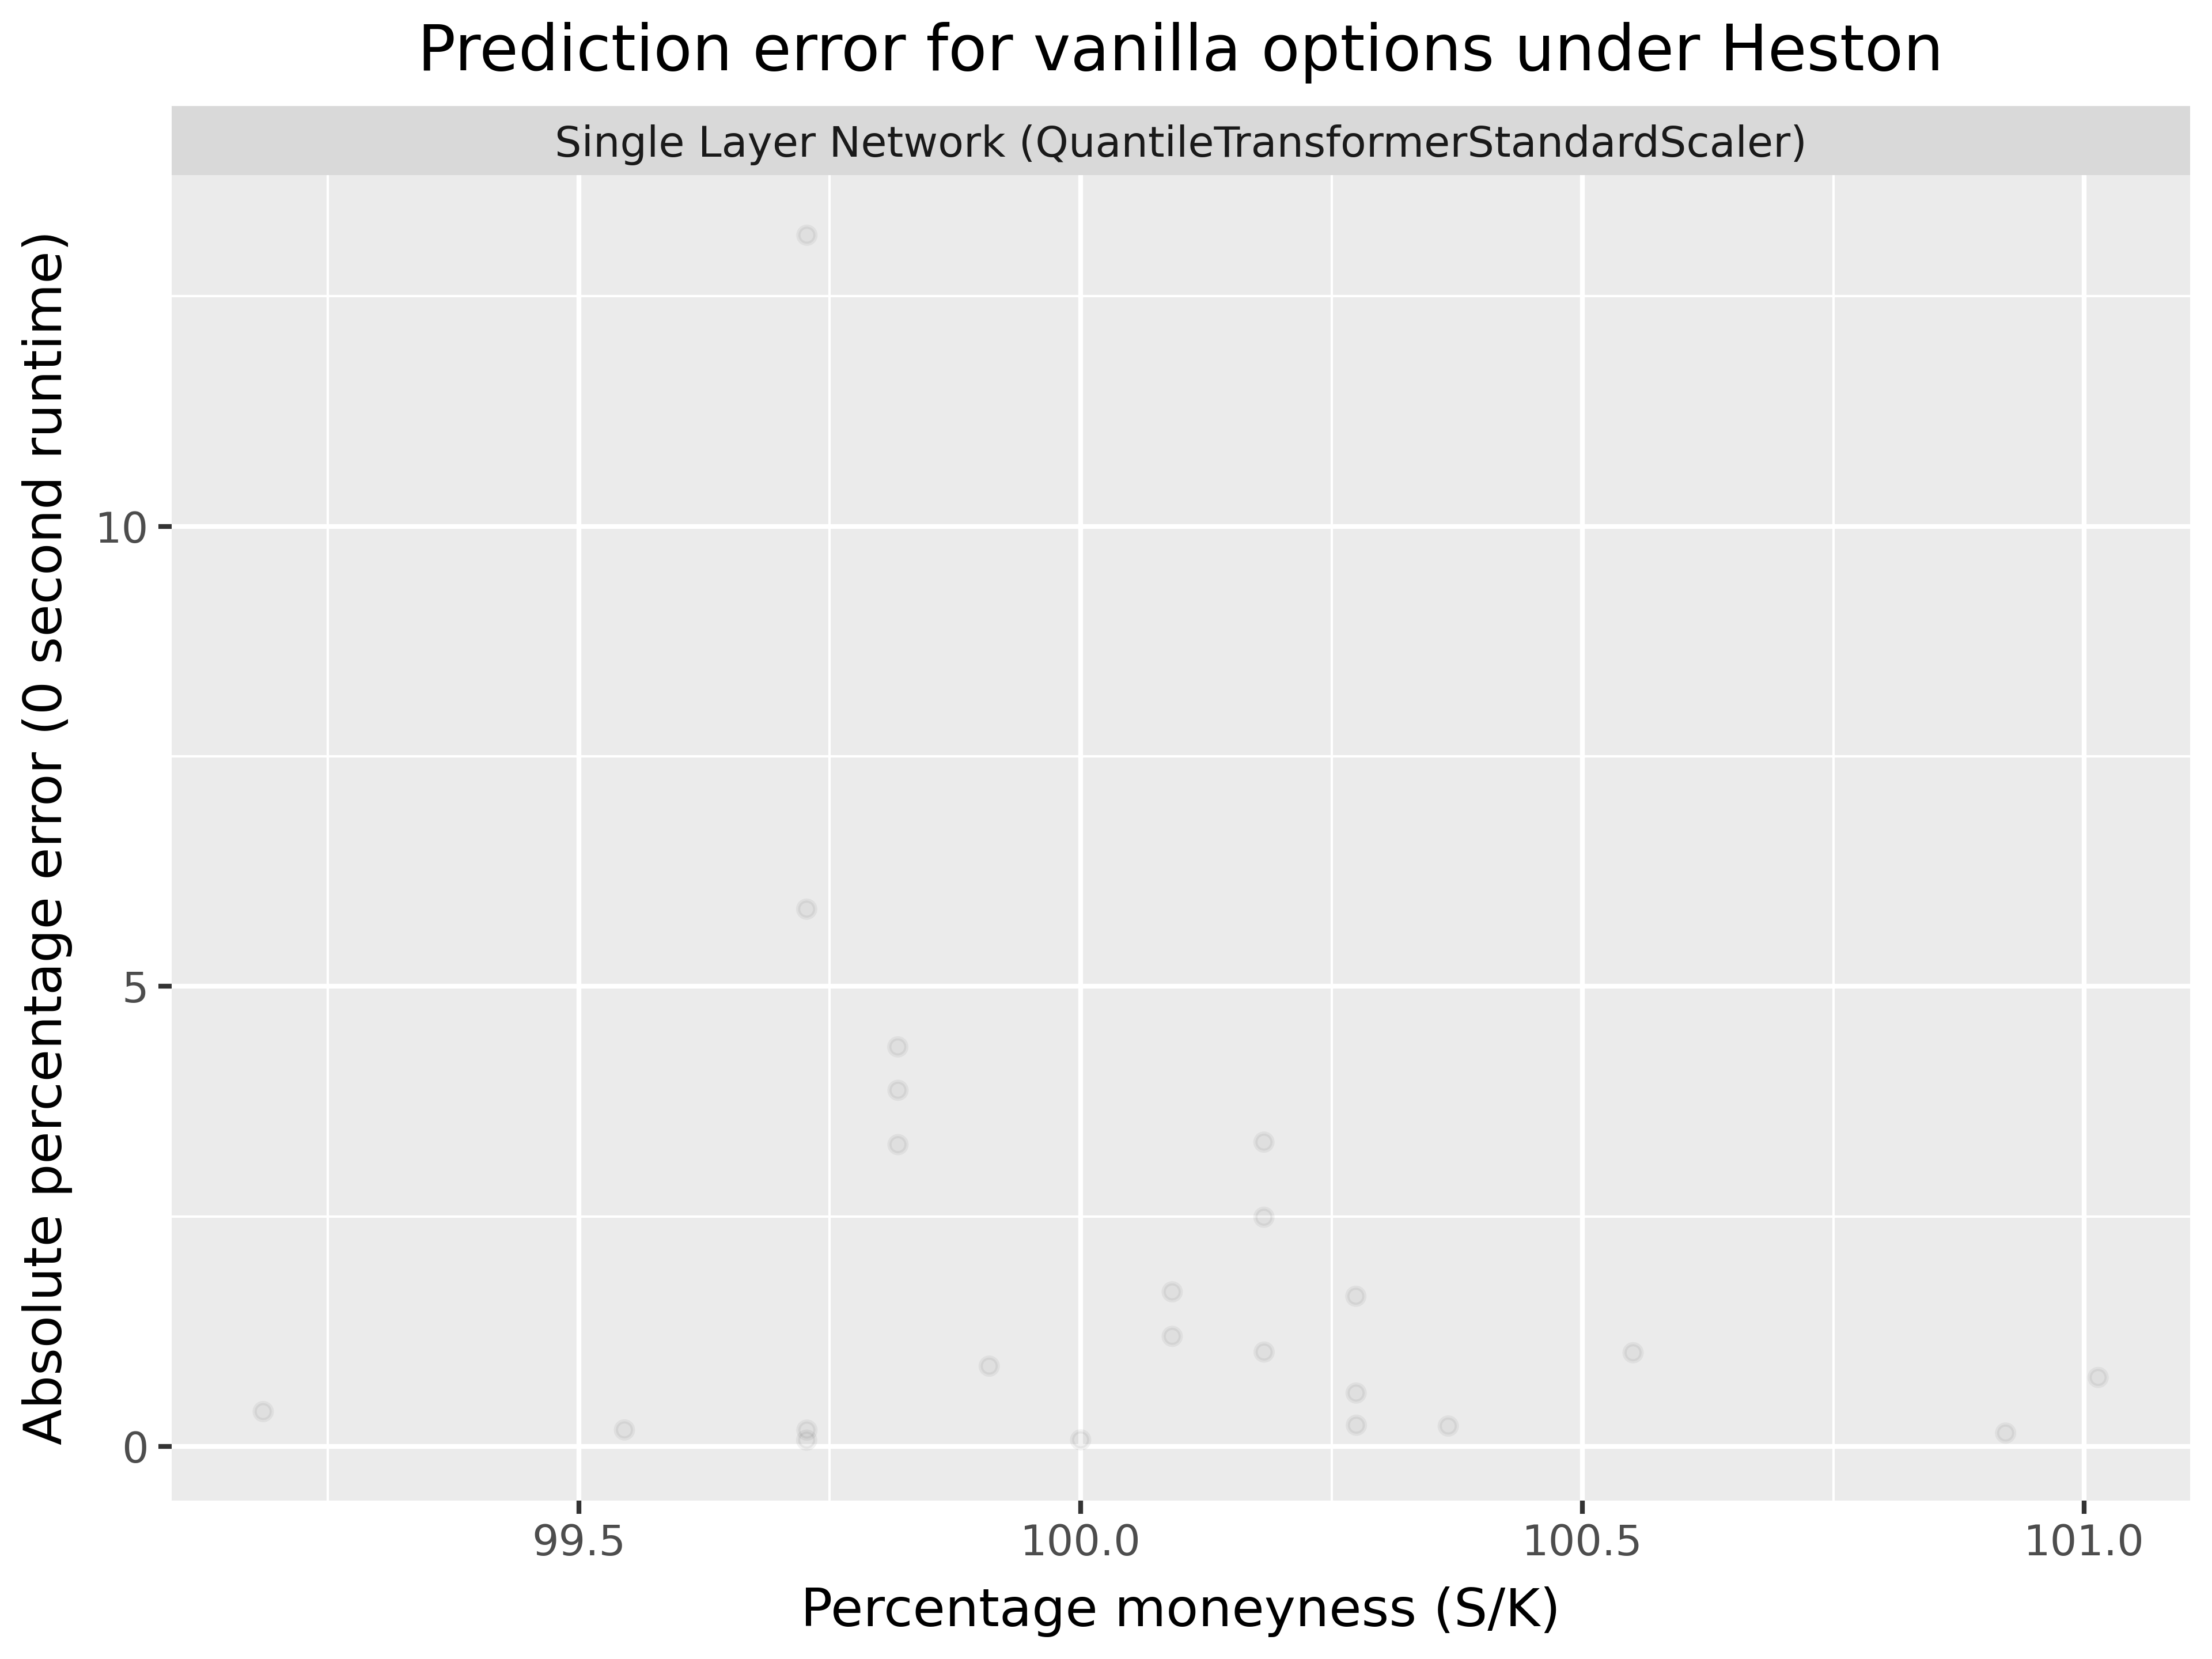 Prediction error for vanilla options under Heston
Single Layer Network (QuantileTransformerStandardScaler)
Absolute percentage error (0 second runtime)
10
5
0
99.5
100.0
100.5
101.0
Percentage moneyness (S/K)